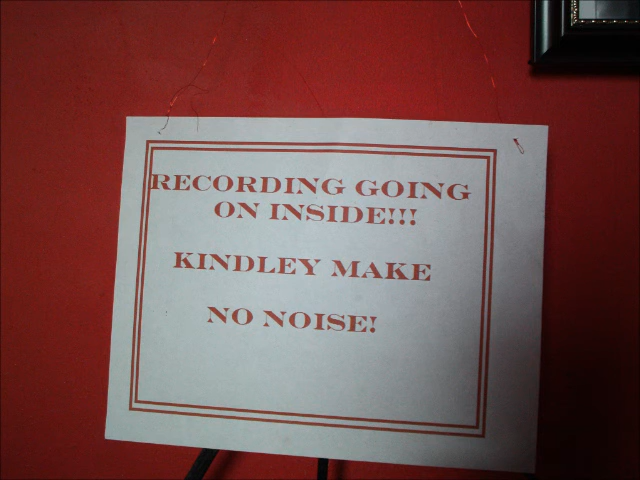 RECORDING GOING
ON INSIDE!!!
KINDLEY MAKE
NO NOISE!